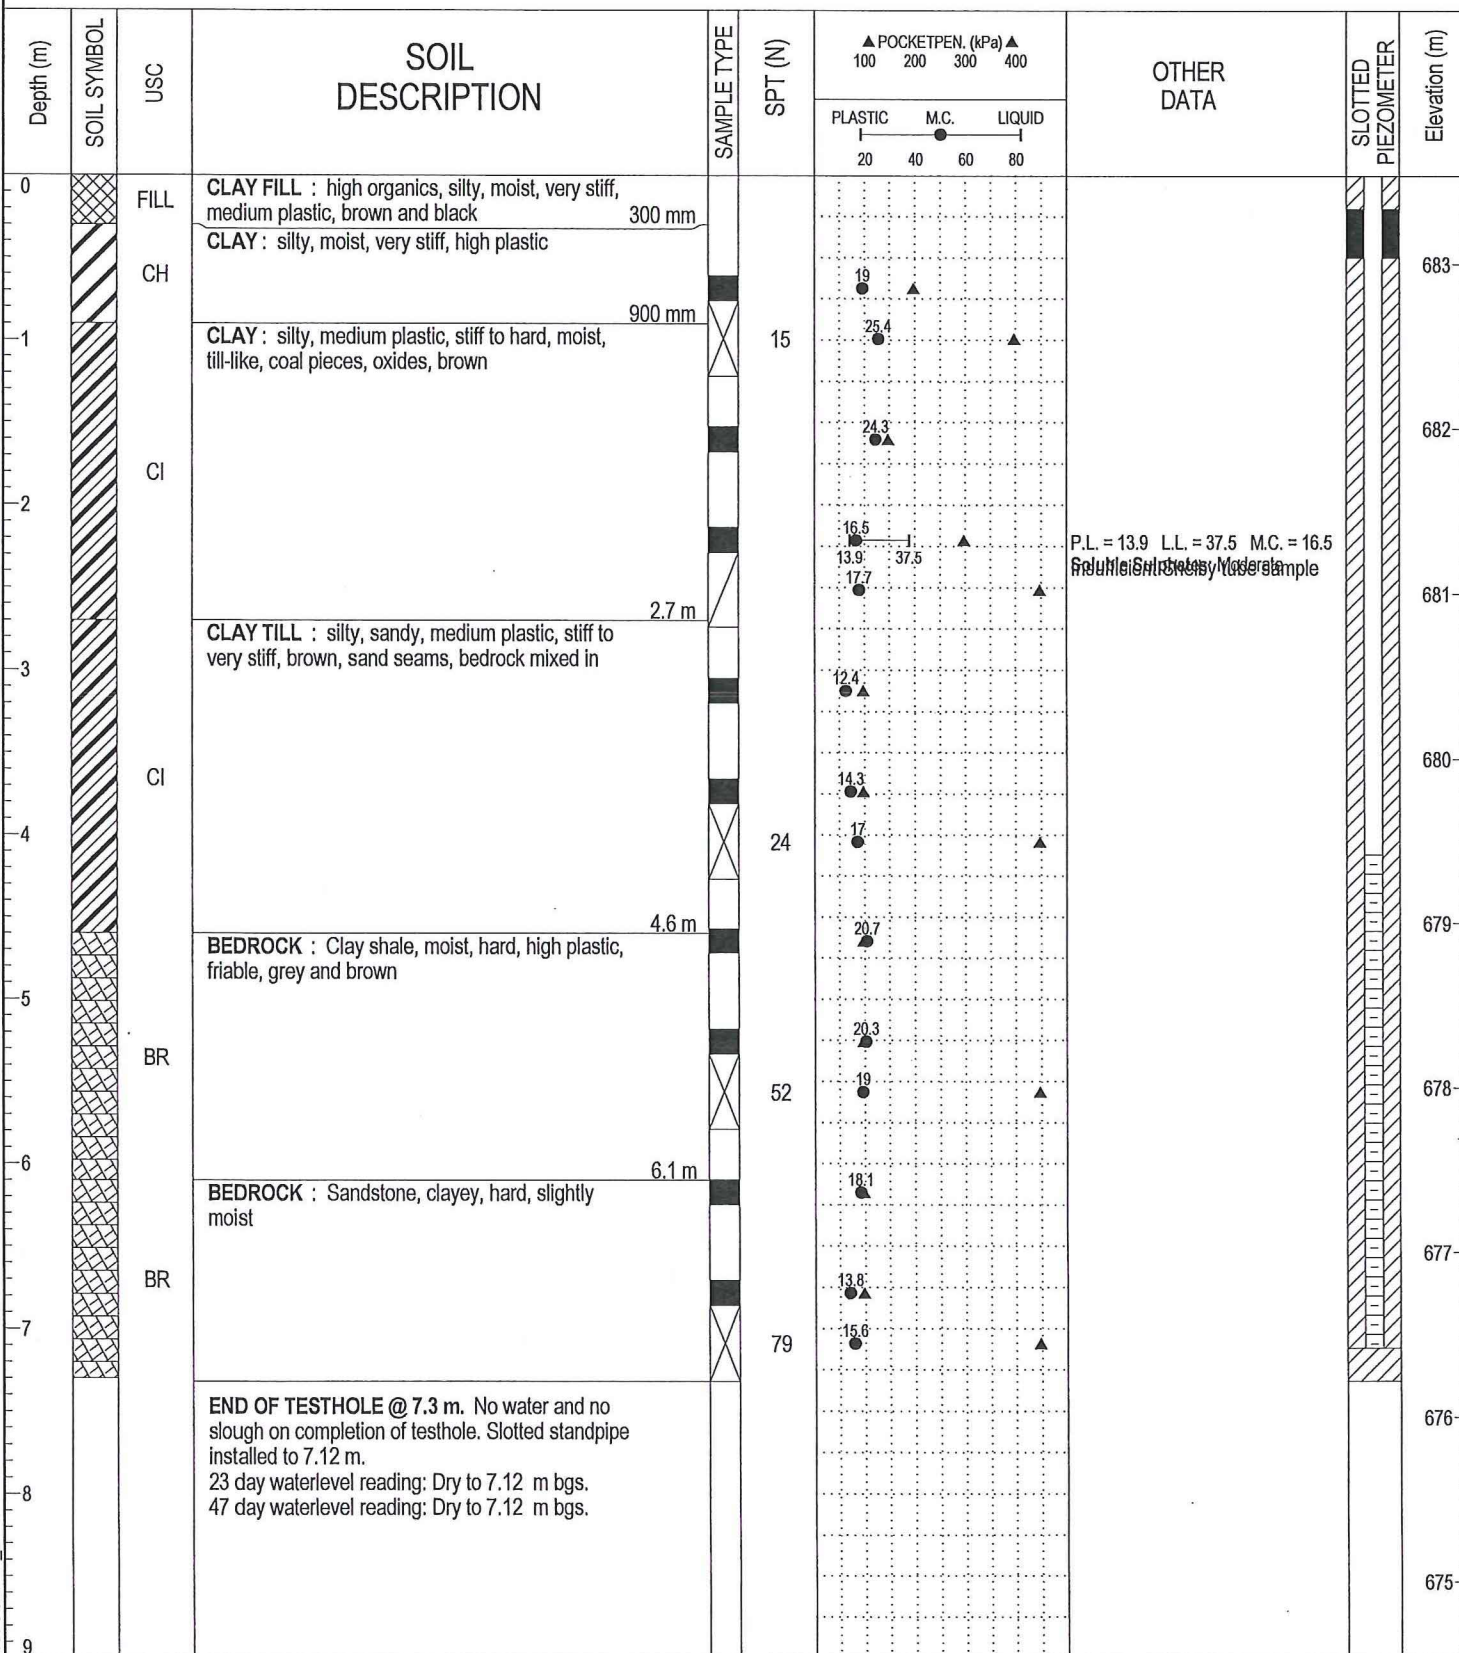 Depth (m)
SOIL SYMBOL
USC
SOIL
DESCRIPTION
SAMPLE TYPE
SPT (N)
▲ POCKETPEN. (kPa) ▲
100 200 300 400
PLASTIC M.C. LIQUID
20 40 60 80
OTHER
DATA
SLOTTED
PIEZOMETER
Elevation (m)
0
FILL
CLAY FILL : high organics, silty, moist, very stiff,
medium plastic, brown and black 300 mm
CLAY : silty, moist, very stiff, high plastic
CH
683
19
900 mm
25.4
1
CLAY : silty, medium plastic, stiff to hard, moist,
till-like, coal pieces, oxides, brown
15
24.3
682
CI
2
16.5
13.9 37.5
P.L. = 13.9 L.L. = 37.5 M.C. = 16.5
Soluble Sulphates: Moderate
Insufficient Shelby tube sample
17.7
681
2.7 m
CLAY TILL : silty, sandy, medium plastic, stiff to
very stiff, brown, sand seams, bedrock mixed in
3
12.4
680
CI
14.3
4
17
24
4.6 m
679
20.7
BEDROCK : Clay shale, moist, hard, high plastic,
friable, grey and brown
5
20.3
BR
19
52
678
6
6.1 m
18.1
BEDROCK : Sandstone, clayey, hard, slightly
moist
677
BR
13.8
7
15.6
79
END OF TESTHOLE @ 7.3 m. No water and no
slough on completion of testhole. Slotted standpipe
installed to 7.12 m.
23 day waterlevel reading: Dry to 7.12 m bgs.
47 day waterlevel reading: Dry to 7.12 m bgs.
676
8
675
9